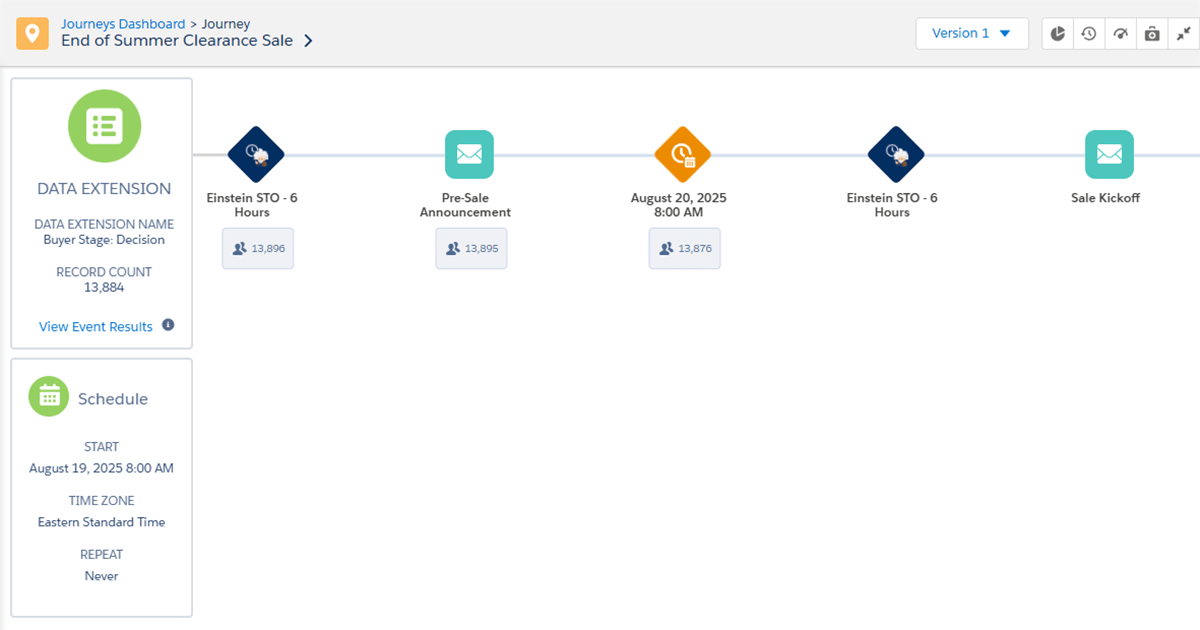 Journeys Dashboard > Journey
End of Summer Clearance Sale
Version 1
DATA EXTENSION
DATA EXTENSION NAME
Buyer Stage: Decision
RECORD COUNT
13,884
View Event Results
Einstein STO - 6
Hours
13,896
Pre-Sale
Announcement
13,895
August 20, 2025
8:00 AM
13,876
Einstein STO - 6
Hours
Sale Kickoff
Schedule
START
August 19, 2025 8:00 AM
TIME ZONE
Eastern Standard Time
REPEAT
Never